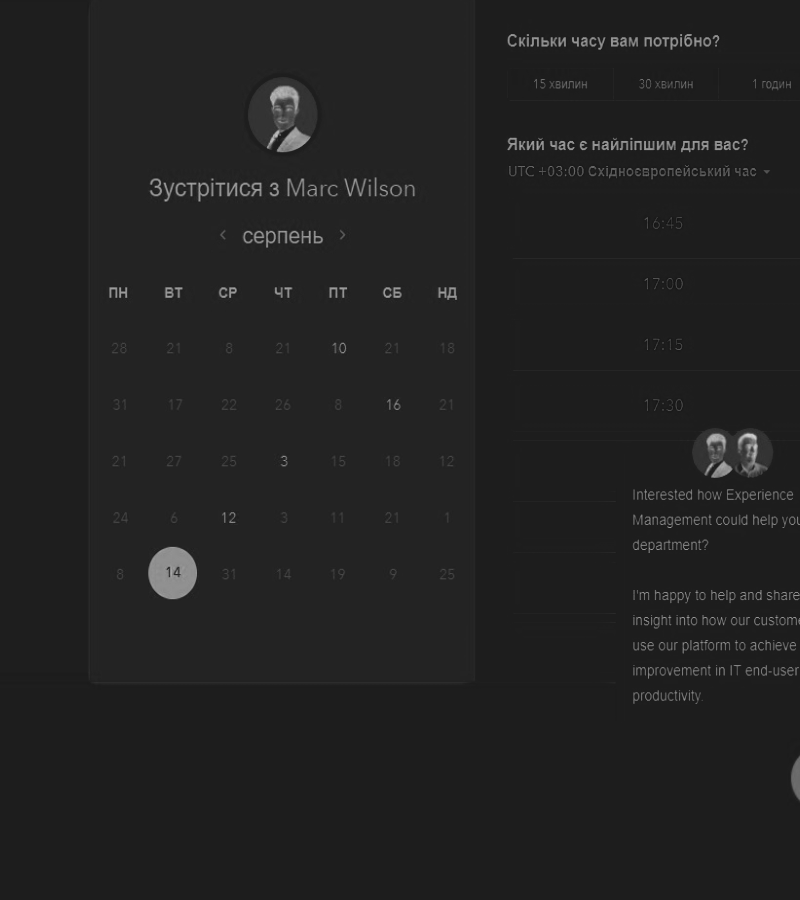 Зустрітися з Marc Wilson
серпень
ПН ВТ СР ЧТ ПТ СБ НД
28 21 8 21 10 21 18
31 17 22 26 8 16 21
21 27 25 3 15 18 12
24 6 12 3 11 21 1
8 14 31 14 19 9 25
Скільки часу вам потрібно?
15 хвилин 30 хвилин 1 годин
Який час є найліпшим для вас?
UTC +03:00 Східноєвропейський час
16:45
17:00
17:15
17:30
Interested how Experience
Management could help you
department?
I'm happy to help and share
insight into how our custome
use our platform to achieve
improvement in IT end-user
productivity.